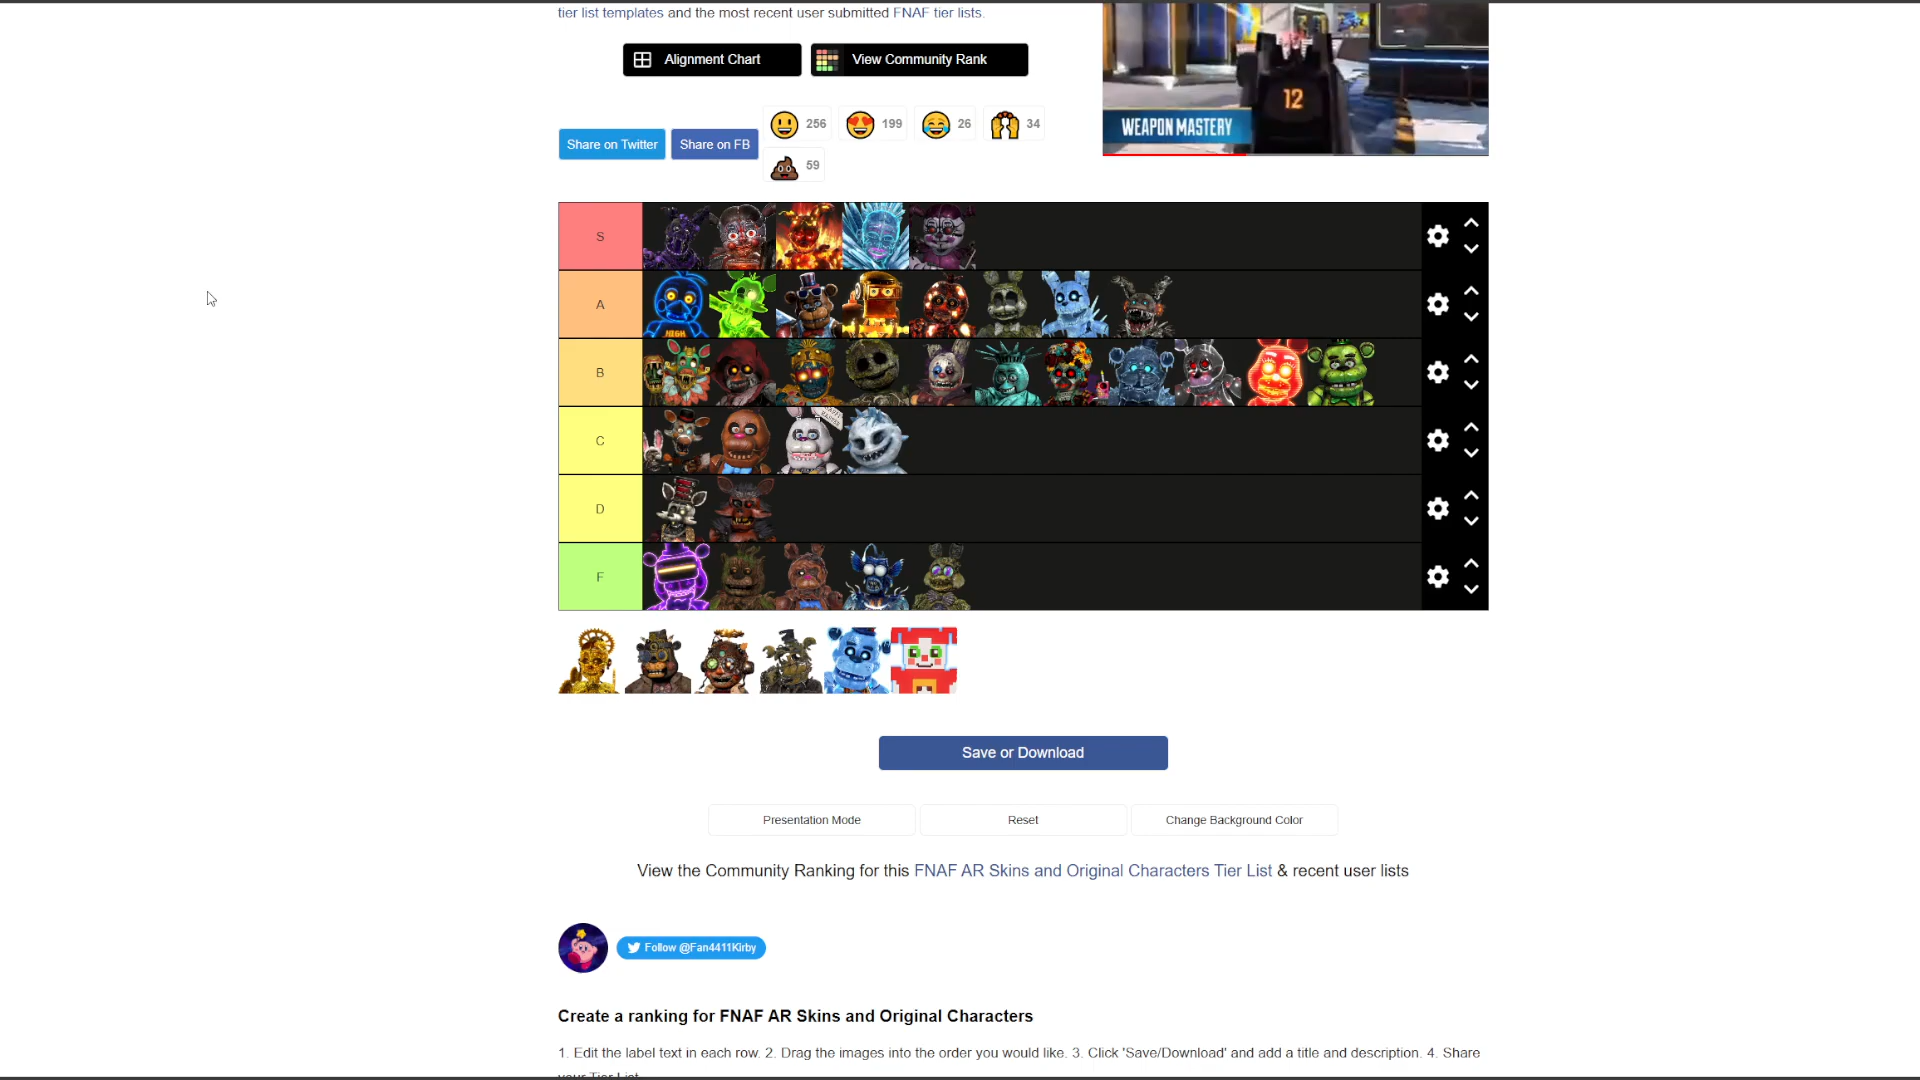 tier list templates and the most recent user submitted FNAF tier lists.
Alignment Chart
View Community Rank
12
WEAPON MASTERY
Share on Twitter
Share on FB
256
199
26
34
59
S
A
B
C
D
F
Save or Download
Presentation Mode
Reset
Change Background Color
View the Community Ranking for this FNAF AR Skins and Original Characters Tier List & recent user lists
Follow @Fan4411Kirby
Create a ranking for FNAF AR Skins and Original Characters
1. Edit the label text in each row. 2. Drag the images into the order you would like. 3. Click 'Save/Download' and add a title and description. 4. Share
your Tier List.